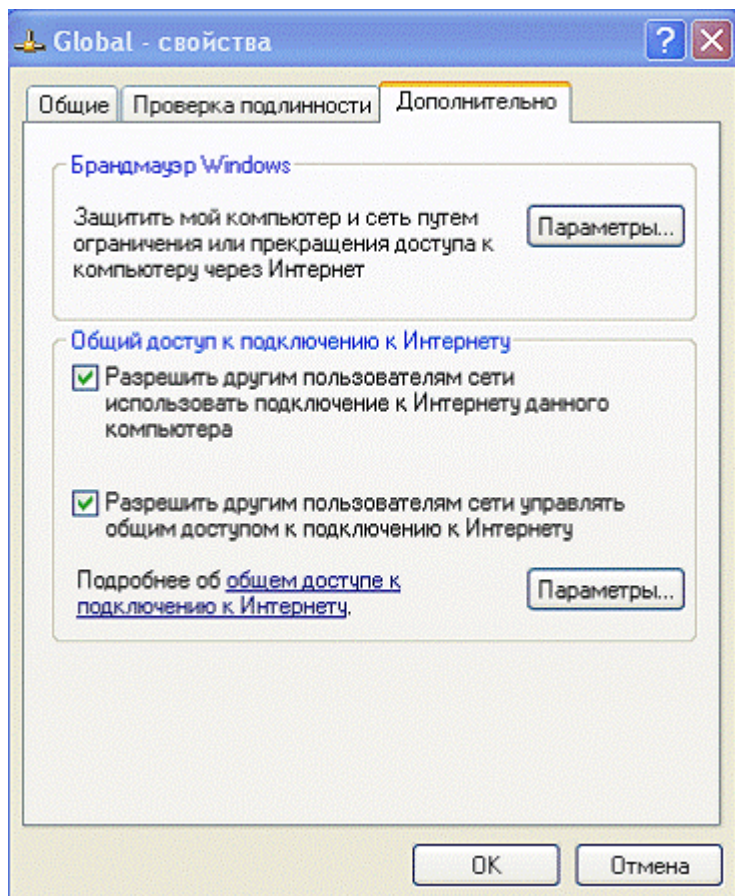 Global - свойства
Общие
Проверка подлинности
Дополнительно
Брандмауэр Windows
Защитить мой компьютер и сеть путем
ограничения или прекращения доступа к
компьютеру через Интернет
Параметры...
Общий доступ к подключению к Интернету
Разрешить другим пользователям сети
использовать подключение к Интернету данного
компьютера
Разрешить другим пользователям сети управлять
общим доступом к подключению к Интернету
Подробнее об общем доступе к
подключению к Интернету.
Параметры...
OK
Отмена